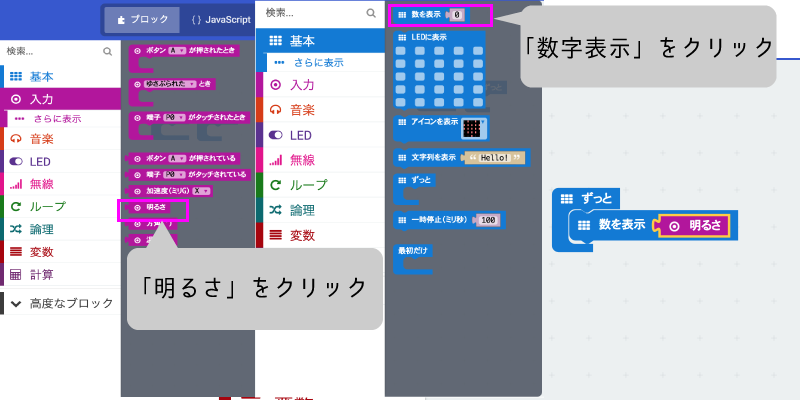 ブロック
{ } JavaScript
検索...
基本
入力
さらに表示
音楽
LED
無線
ループ
論理
変数
計算
高度なブロック
ボタン A が押されたとき
ゆさぶられた とき
端子 P0 がタッチされたとき
ボタン A が押されている
端子 P0 がタッチされている
加速度(ミリG) X
明るさ
「明るさ」をクリック
検索...
基本
さらに表示
入力
音楽
LED
無線
ループ
論理
変数
数を表示 0
LEDに表示
アイコンを表示
文字列を表示 "Hello!"
ずっと
一時停止(ミリ秒) 100
最初だけ
「数字表示」をクリック
ずっと
数を表示 明るさ